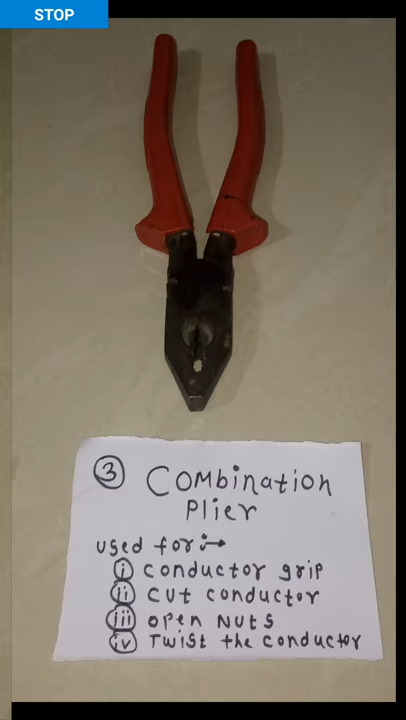 STOP
③ Combination
Plier
used for:→
ⓘ conductor grip
ⓘⓘ cut conductor
ⓘⓘⓘ open nuts
ⓘⓥ Twist the conductor